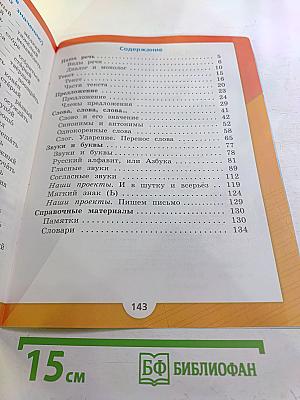 Содержание
Наша речь 5
Виды речи 6
Диалог и монолог 10
Текст 15
Текст 16
Части текста 20
Предложение 23
Предложение 24
Члены предложения 29
Слова, слова, слова... 41
Слово и его значение 42
Синонимы и антонимы 52
Однокоренные слова 58
Слог. Ударение. Перенос слова 65
Звуки и буквы 77
Звуки и буквы 78
Русский алфавит, или Азбука 81
Гласные звуки 89
Согласные звуки 112
Наши проекты. И в шутку и всерьёз 119
Мягкий знак (Ь) 124
Наши проекты. Пишем письмо 129
Справочные материалы 130
Памятки 130
Словари 134
143
15 см
БФ БИБЛИОФАН